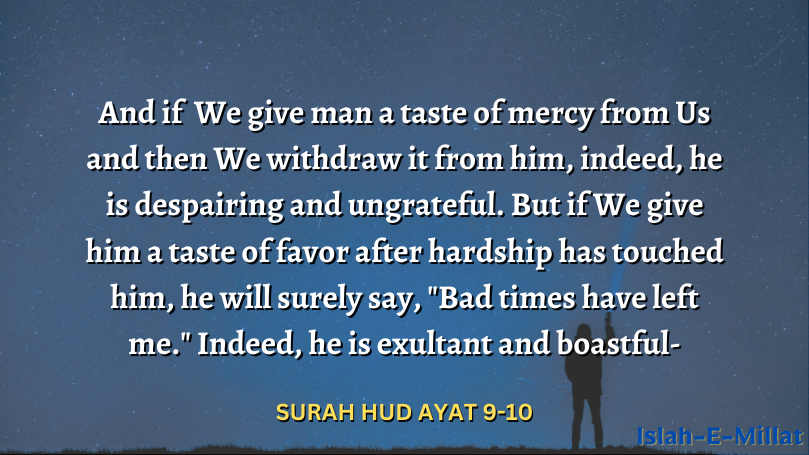 And if We give man a taste of mercy from Us
and then We withdraw it from him, indeed, he
is despairing and ungrateful. But if We give
him a taste of favor after hardship has touched
him, he will surely say, "Bad times have left
me." Indeed, he is exultant and boastful-
SURAH HUD AYAT 9-10
Islah-E-Millat